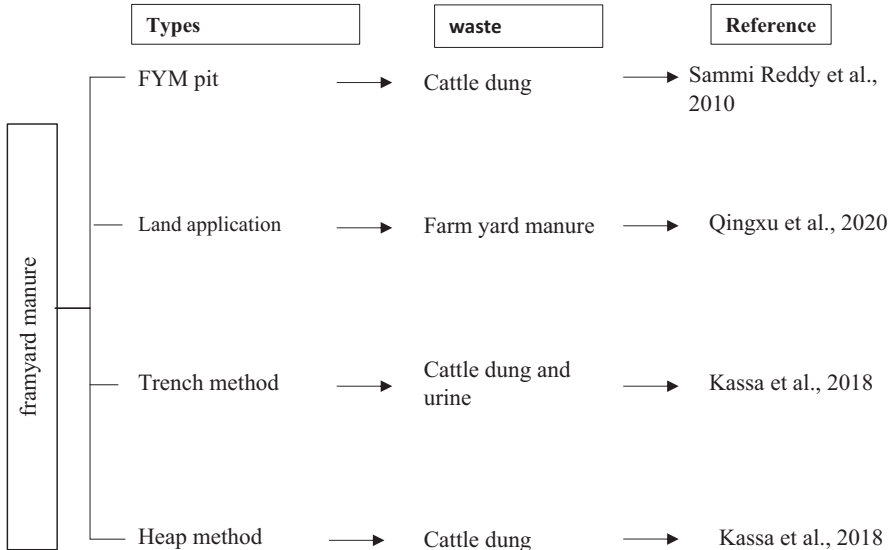 Types
waste
Reference
FYM pit
Cattle dung
Sammi Reddy et al.,
2010
framyard manure
Land application
Farm yard manure
Qingxu et al., 2020
Trench method
Cattle dung and
urine
Kassa et al., 2018
Heap method
Cattle dung
Kassa et al., 2018